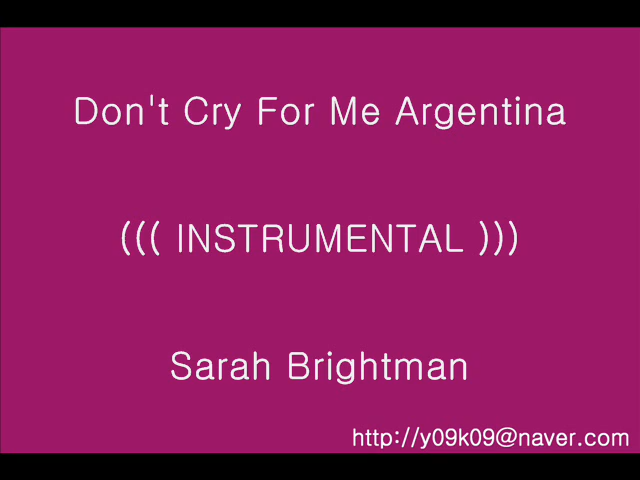 Don't Cry For Me Argentina
((( INSTRUMENTAL )))
Sarah Brightman
http://y09k09@naver.com